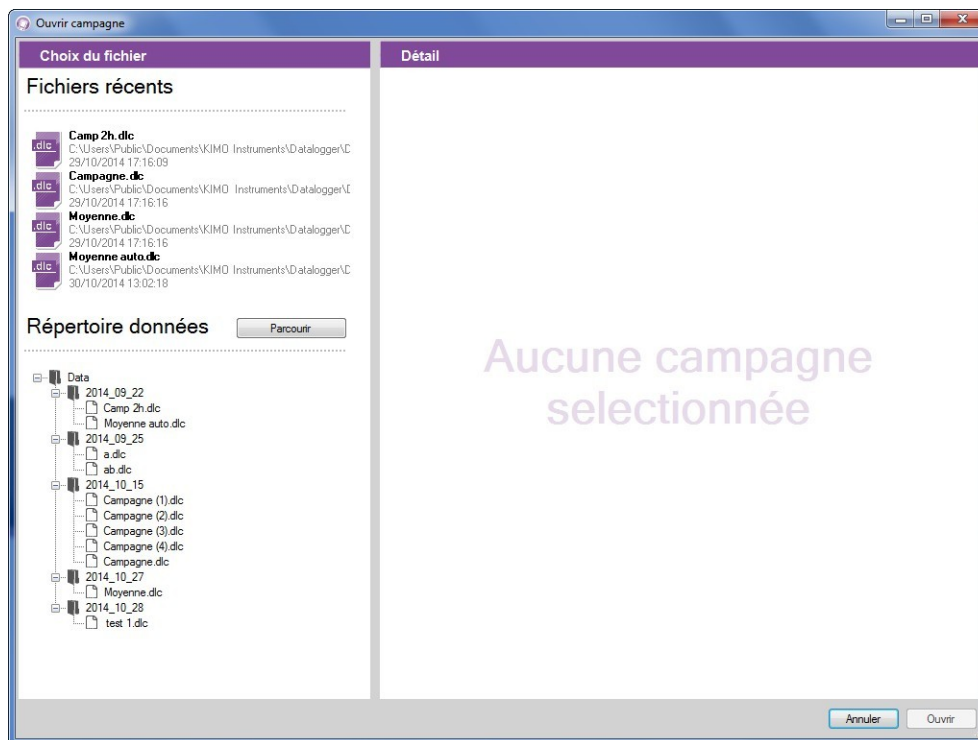 Ouvrir campagne
Choix du fichier
Détail
Fichiers récents
.dlc
Camp 2h.dlc
C:\Users\Public\Documents\KIMO Instruments\Datalogger\D
29/10/2014 17:16:09
.dlc
Campagne.dlc
C:\Users\Public\Documents\KIMO Instruments\Datalogger\D
29/10/2014 17:16:16
.dlc
Moyenne.dlc
C:\Users\Public\Documents\KIMO Instruments\Datalogger\D
29/10/2014 17:16:16
.dlc
Moyenne auto.dlc
C:\Users\Public\Documents\KIMO Instruments\Datalogger\D
30/10/2014 13:02:18
Répertoire données
Parcourir
Data
2014_09_22
Camp 2h.dlc
Moyenne auto.dlc
2014_09_25
a.dlc
ab.dlc
2014_10_15
Campagne (1).dlc
Campagne (2).dlc
Campagne (3).dlc
Campagne (4).dlc
Campagne.dlc
2014_10_27
Moyenne.dlc
2014_10_28
test 1.dlc
Aucune campagne
selectionnée
Annuler
Ouvrir